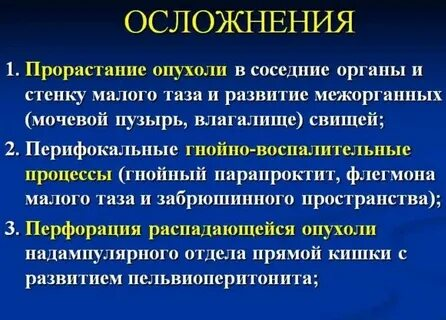 ОСЛОЖНЕНИЯ
1. Прорастание опухоли в соседние органы и
стенку малого таза и развитие межорганных
(мочевой пузырь, влагалище) свищей;
2. Перифокальные гнойно-воспалительные
процессы (гнойный парапроктит, флегмона
малого таза и забрюшинного пространства);
3. Перфорация распадающейся опухоли
надампулярного отдела прямой кишки с
развитием пельвиоперитонита;